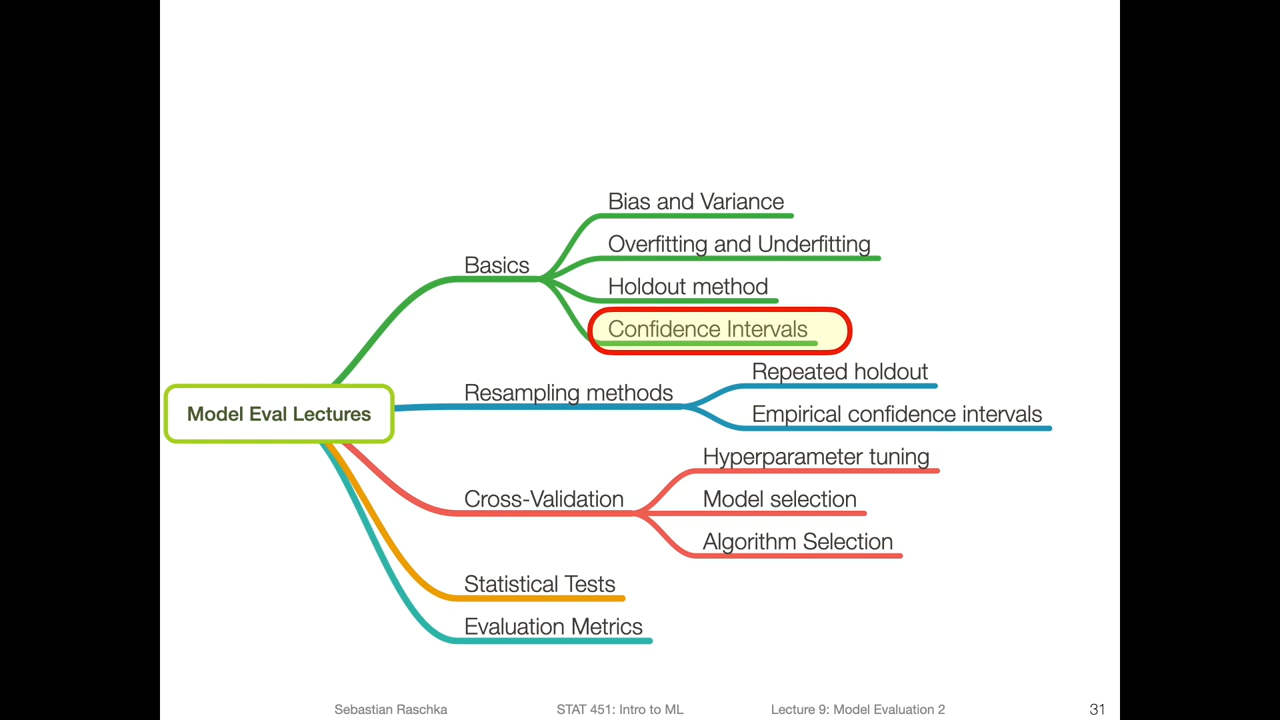 Bias and Variance
Overfitting and Underfitting
Basics
Holdout method
Confidence Intervals
Repeated holdout
Resampling methods
Model Eval Lectures
Empirical confidence intervals
Hyperparameter tuning
Cross-Validation
Model selection
Algorithm Selection
Statistical Tests
Evaluation Metrics
Sebastian Raschka
STAT 451: Intro to ML
Lecture 9: Model Evaluation 2
31